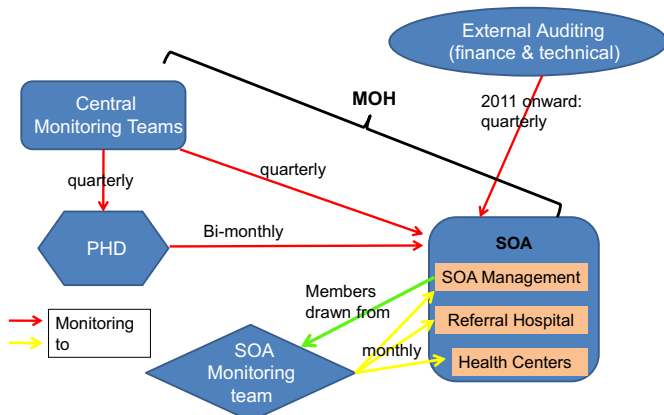 External Auditing
(finance & technical)
MOH
Central
Monitoring Teams
2011 onward:
quarterly
quarterly
quarterly
PHD
Bi-monthly
SOA
SOA Management
Referral Hospital
Health Centers
Members
drawn from
monthly
SOA
Monitoring
team
Monitoring
to